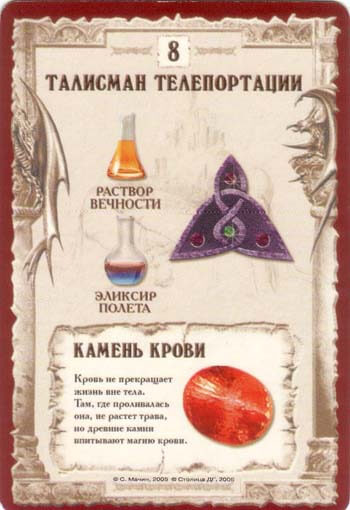 8
ТАЛИСМАН ТЕЛЕПОРТАЦИИ
РАСТВОР
ВЕЧНОСТИ
ЭЛИКСИР
ПОЛЕТА
КАМЕНЬ КРОВИ
Кровь не прекращает
жизнь вне тела.
Там, где проливалась
она, не растет трава,
но древние камни
впитывают магию крови.
© С. Мачин, 2005 © Столица ДГ, 2005